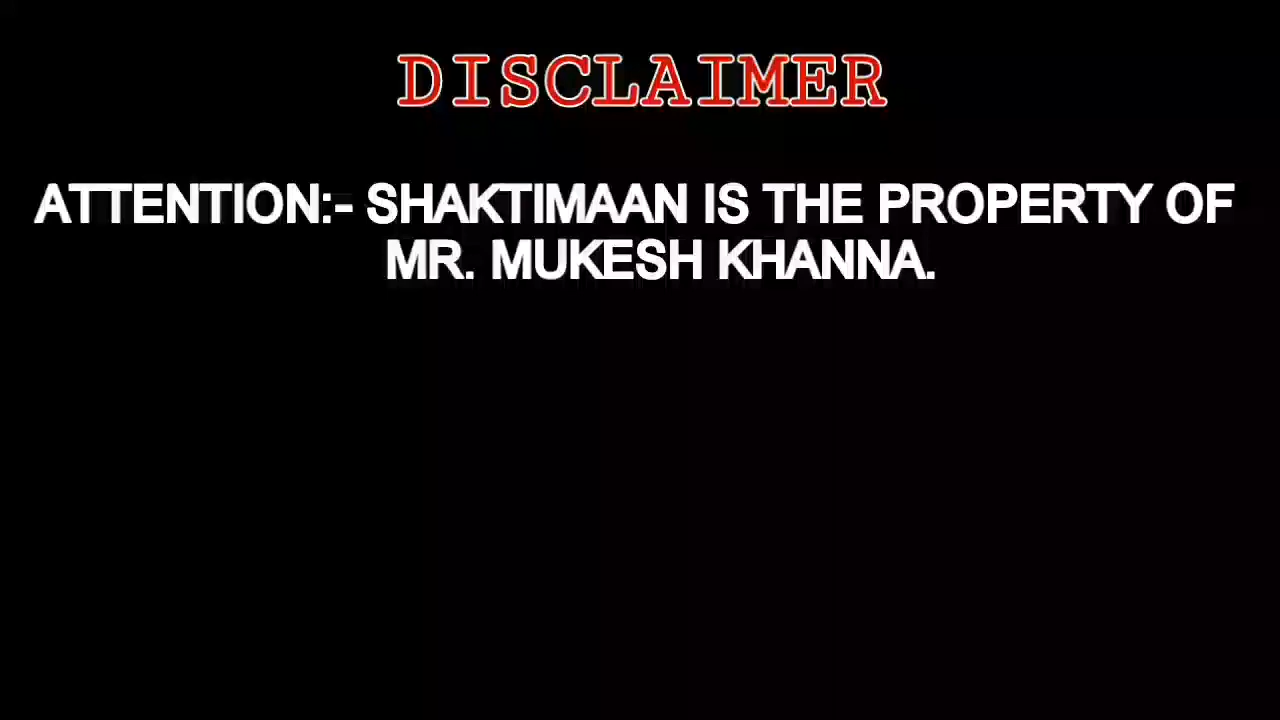 DISCLAIMER
ATTENTION:- SHAKTIMAAN IS THE PROPERTY OF
MR. MUKESH KHANNA.